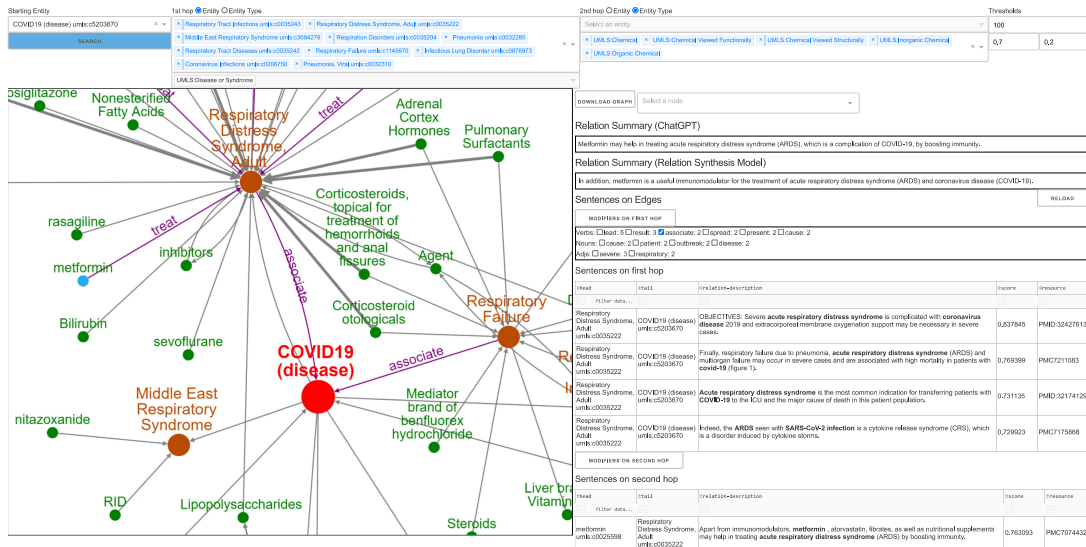 Starting Entity
COVID19 (disease) umls:c5203670
SEARCH
1st hop Entity Entity Type
× Respiratory Tract Infections umls:c0035243 × Respiratory Distress Syndrome, Adult umls:c0035222
× Middle East Respiratory Syndrome umls:c3694279 × Respiration Disorders umls:c0035204 × Pneumonia umls:c0032285
× Respiratory Tract Diseases umls:c0035242 × Respiratory Failure umls:c1145670 × Infectious Lung Disorder umls:c0876973
× Coronavirus Infections umls:c0206750 × Pneumonia, Viral umls:c0032310
UMLS:Disease or Syndrome
2nd hop Entity Entity Type
Select an entity
× UMLS:Chemical × UMLS:Chemical Viewed Functionally × UMLS:Chemical Viewed Structurally × UMLS:Inorganic Chemical
× UMLS:Organic Chemical
Thresholds
100
0,7 0,2
osiglitazone
Nonesterified
Fatty Acids
treat
treat
Respiratory
Distress
Syndrome,
Adult
Adrenal
Cortex
Hormones
Pulmonary
Surfactants
rasagiline
treat
inhibitors
metformin
Corticosteroids,
topical for
treatment of
hemorrhoids
and anal
fissures
associate
Agent
Bilirubin
sevoflurane
Corticosteroid
otologicals
Respiratory
Failure
COVID19
(disease)
associate
Middle East
Respiratory
Syndrome
Mediator
brand of
benfluorex
hydrochloride
nitazoxanide
RID
Lipopolysaccharides
Steroids
Liver bra
Vitamin
DOWNLOAD GRAPH
Select a node
Relation Summary (ChatGPT)
Metformin may help in treating acute respiratory distress syndrome (ARDS), which is a complication of COVID-19, by boosting immunity.
Relation Summary (Relation Synthesis Model)
In addition, metformin is a useful immunomodulator for the treatment of acute respiratory distress syndrome (ARDS) and coronavirus disease (COVID-19).
Sentences on Edges
RELOAD
MODIFIERS ON FIRST HOP
Verbs: lead: 5 result: 3 associate: 2 spread: 2 present: 2 cause: 2
Nouns: cause: 2 patient: 2 outbreak: 2 disease: 2
Adjs: severe: 3 respiratory: 2
Sentences on first hop
head tail relation-description score resource
filter data...
Respiratory Distress Syndrome, Adult umls:c0035222 COVID19 (disease) umls:c5203670 OBJECTIVES: Severe acute respiratory distress syndrome is complicated with coronavirus disease 2019 and extracorporeal membrane oxygenation support may be necessary in severe cases. 0,837845 PMID:32427613
Respiratory Distress Syndrome, Adult umls:c0035222 COVID19 (disease) umls:c5203670 Finally, respiratory failure due to pneumonia, acute respiratory distress syndrome (ARDS) and multiorgan failure may occur in severe cases and are associated with high mortality in patients with covid-19 (figure 1). 0,769399 PMC7211083
Respiratory Distress Syndrome, Adult umls:c0035222 COVID19 (disease) umls:c5203670 Acute respiratory distress syndrome is the most common indication for transferring patients with COVID-19 to the ICU and the major cause of death in this patient population. 0,731135 PMID:32174129
Respiratory Distress Syndrome, Adult umls:c0035222 COVID19 (disease) umls:c5203670 Indeed, the ARDS seen with SARS-CoV-2 infection is a cytokine release syndrome (CRS), which is a disorder induced by cytokine storms. 0,729923 PMC7175868
MODIFIERS ON SECOND HOP
Sentences on second hop
head tail relation-description score resource
filter data...
metformin umls:c0025598 Respiratory Distress Syndrome, Adult umls:c0035222 Apart from immunomodulators, metformin , atorvastatin, fibrates, as well as nutritional supplements may help in treating acute respiratory distress syndrome (ARDS) by boosting immunity. 0,763093 PMC7074432